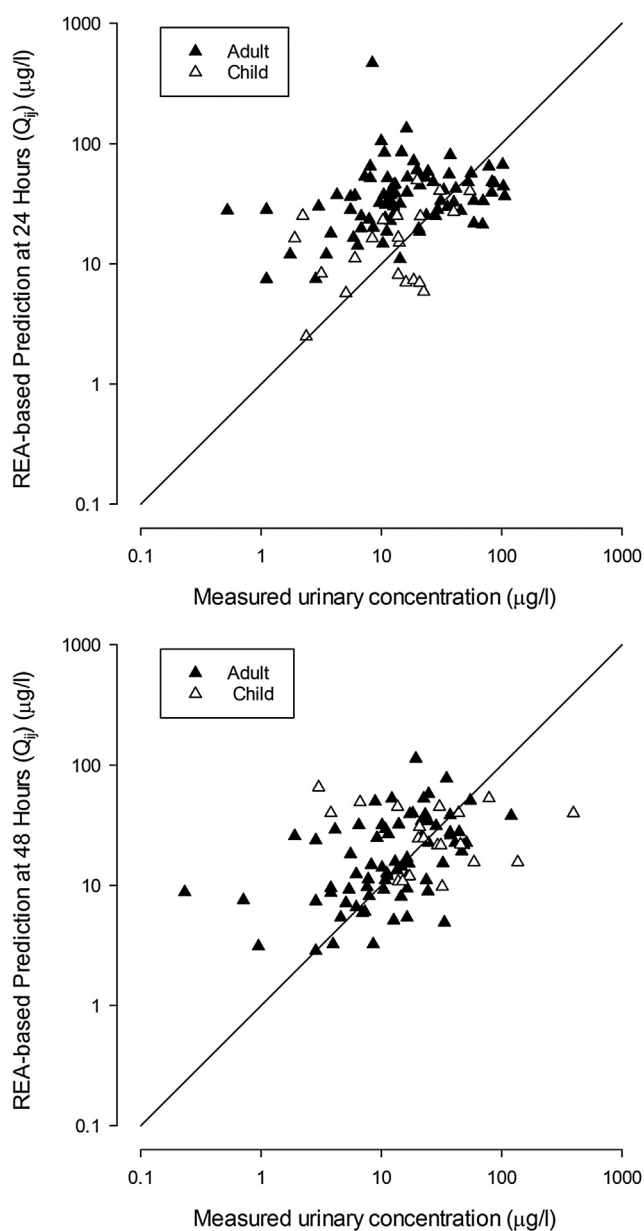 REA-based Prediction at 24 Hours (Qij) (μg/l)
1000
100
10
1
0.1
Adult
Child
0.1 1 10 100 1000
Measured urinary concentration (μg/l)
REA-based Prediction at 48 Hours (Qij) (μg/l)
1000
100
10
1
0.1
Adult
Child
0.1 1 10 100 1000
Measured urinary concentration (μg/l)